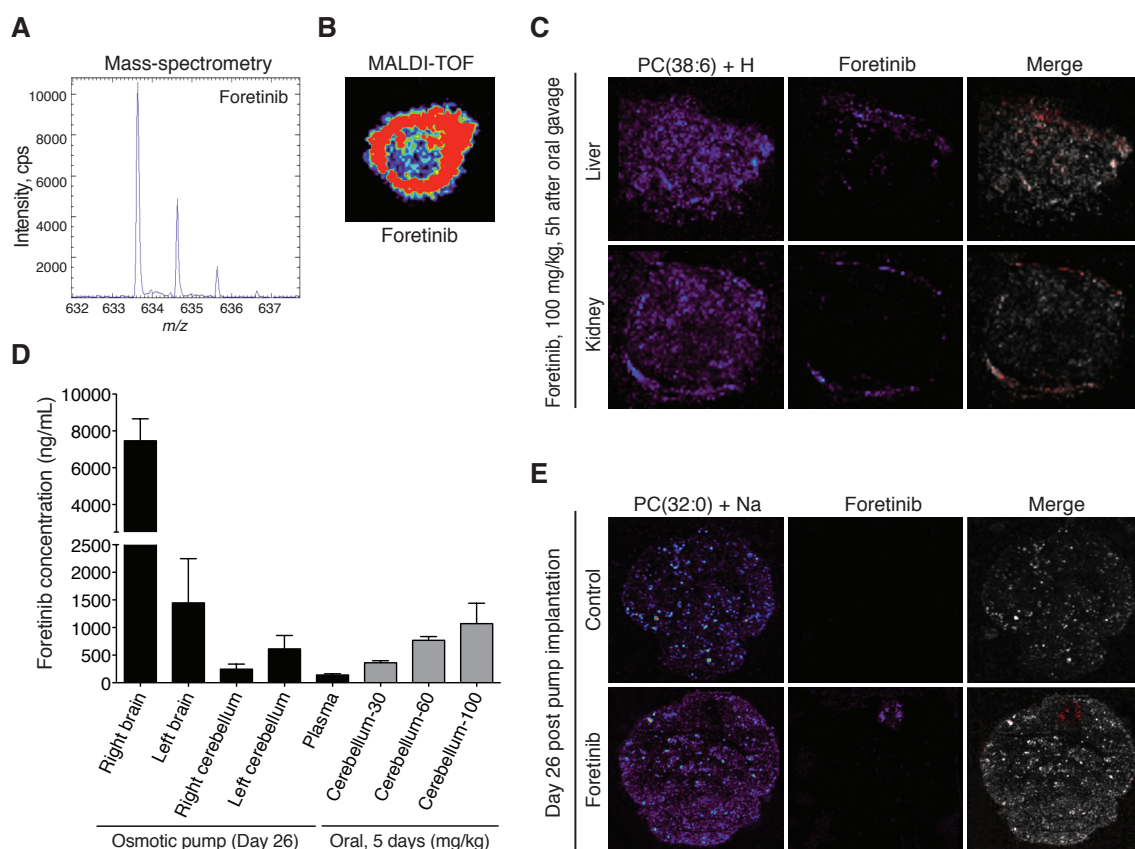 A
Mass-spectrometry
Foretinib
Intensity, cps
10000
8000
6000
4000
2000
632 633 634 635 636 637
m/z
B
MALDI-TOF
Foretinib
C
PC(38:6) + H Foretinib Merge
Foretinib, 100 mg/kg, 5h after oral gavage
Liver
Kidney
D
Foretinib concentration (ng/mL)
10000
8000
6000
4000
2500
2000
1500
1000
500
0
Right brain
Left brain
Right cerebellum
Left cerebellum
Plasma
Cerebellum-30
Cerebellum-60
Cerebellum-100
Osmotic pump (Day 26) Oral, 5 days (mg/kg)
E
PC(32:0) + Na Foretinib Merge
Day 26 post pump implantation
Control
Foretinib